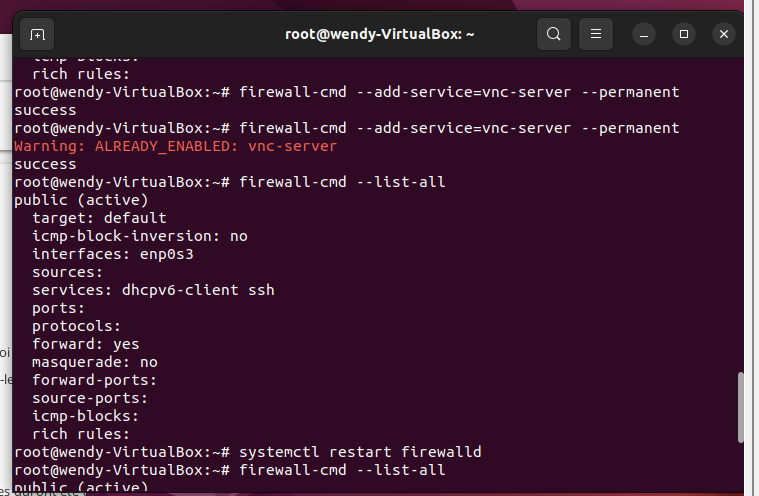 root@wendy-VirtualBox: ~
rich rules:
root@wendy-VirtualBox:~# firewall-cmd --add-service=vnc-server --permanent
success
root@wendy-VirtualBox:~# firewall-cmd --add-service=vnc-server --permanent
Warning: ALREADY_ENABLED: vnc-server
success
root@wendy-VirtualBox:~# firewall-cmd --list-all
public (active)
  target: default
  icmp-block-inversion: no
  interfaces: enp0s3
  sources:
  services: dhcpv6-client ssh
  ports:
  protocols:
  forward: yes
  masquerade: no
  forward-ports:
  source-ports:
  icmp-blocks:
  rich rules:
root@wendy-VirtualBox:~# systemctl restart firewalld
root@wendy-VirtualBox:~# firewall-cmd --list-all
public (active)